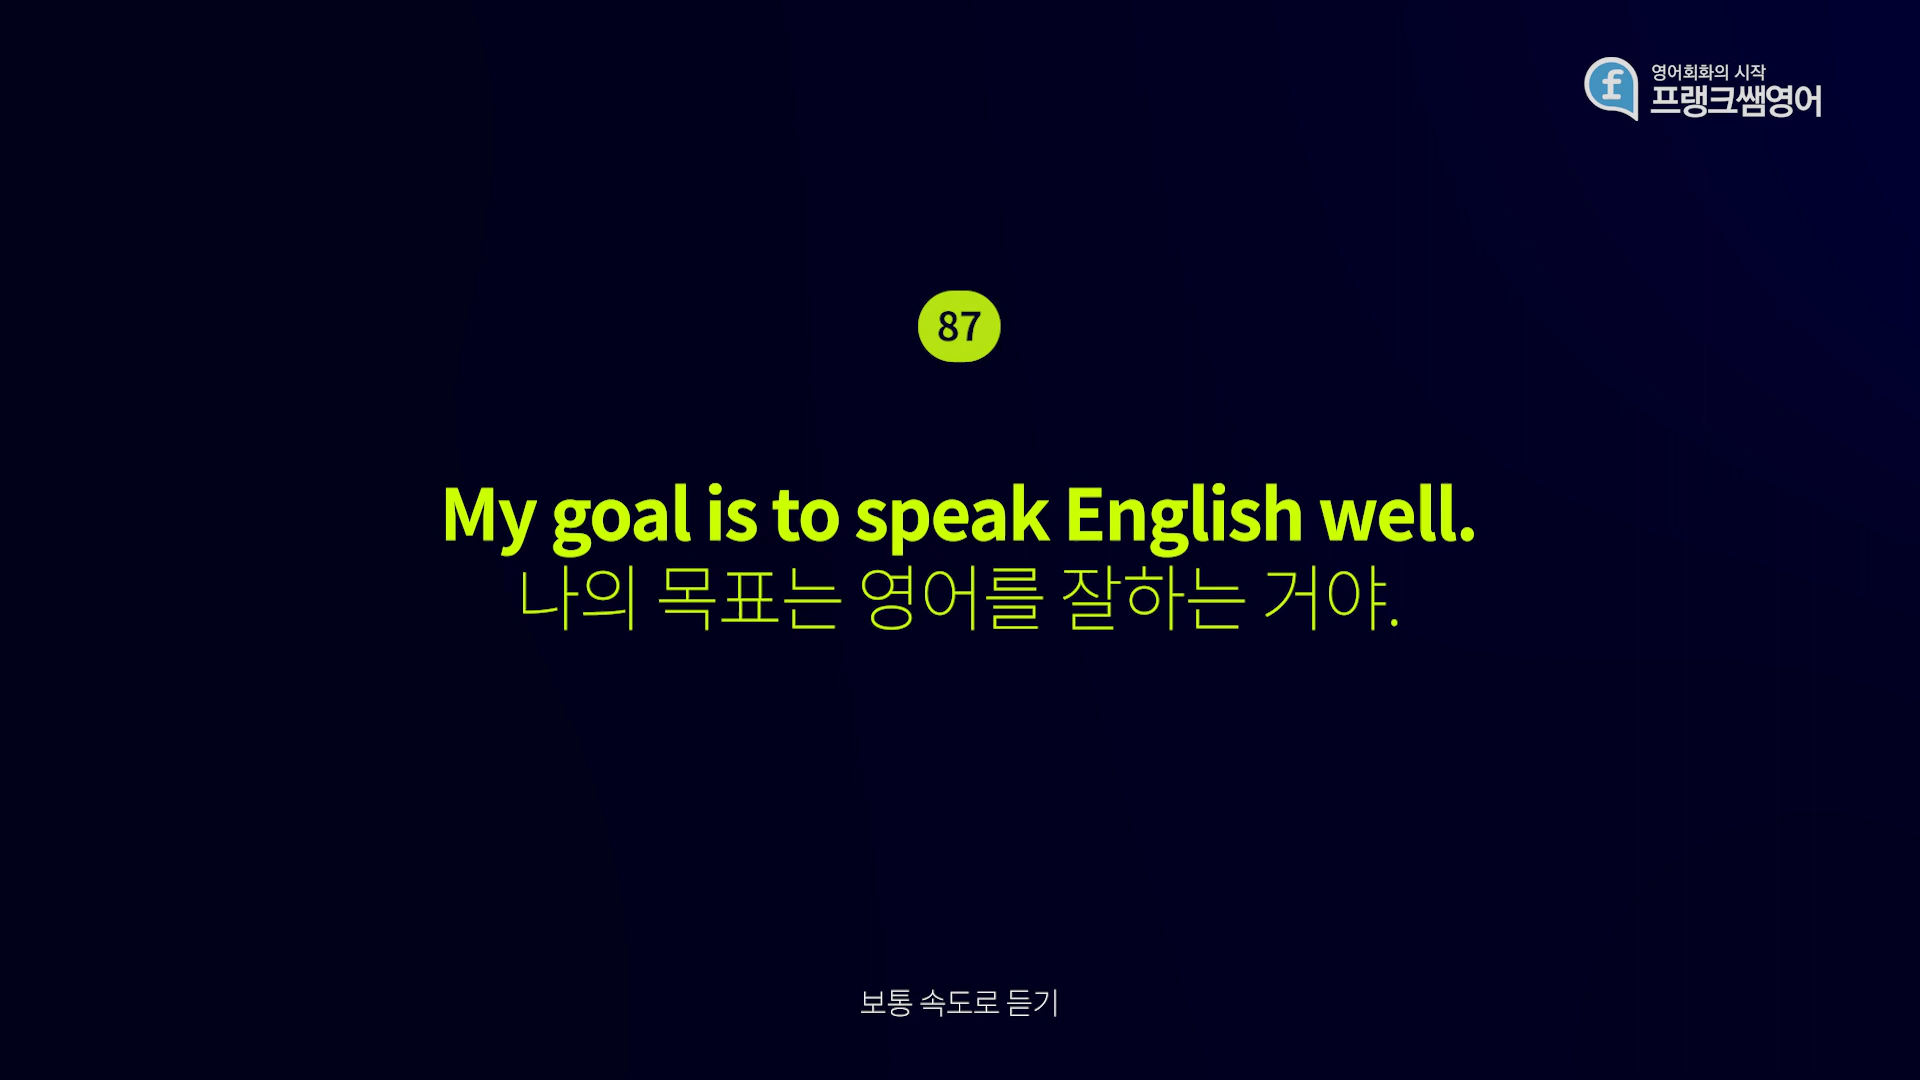 영어회화의 시작
프랭크쌤영어
87
My goal is to speak English well.
나의 목표는 영어를 잘하는 거야.
보통 속도로 듣기